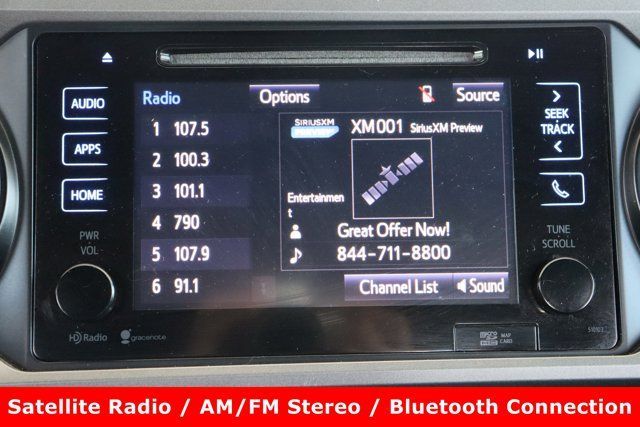 AUDIO
APPS
HOME
PWR
VOL
HD Radio
gracenote
Radio
Options
Source
1 107.5
2 100.3
3 101.1
4 790
5 107.9
6 91.1
SIRIUSXM
XM001 SiriusXM Preview
Entertainmen
t
Great Offer Now!
844-711-8800
Channel List
Sound
SEEK
TRACK
TUNE
SCROLL
micro
MAP
CARD
510103
Satellite Radio / AM/FM Stereo / Bluetooth Connection